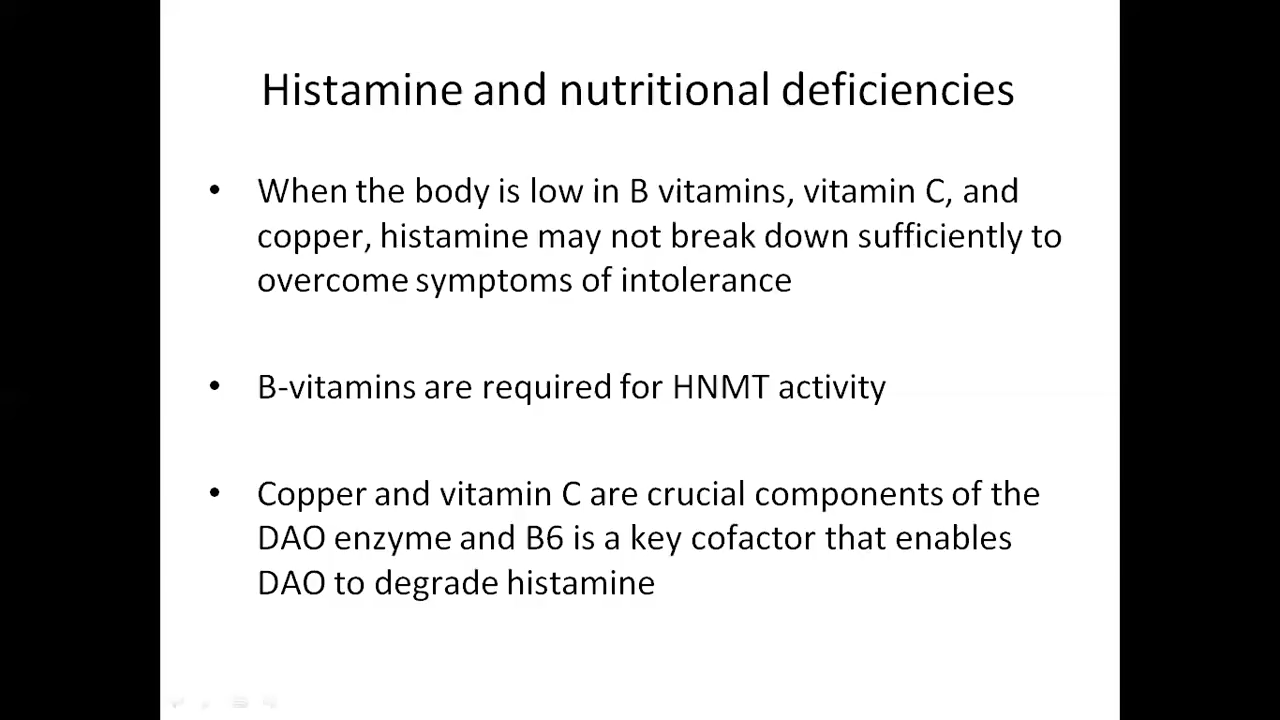 Histamine and nutritional deficiencies
• When the body is low in B vitamins, vitamin C, and
copper, histamine may not break down sufficiently to
overcome symptoms of intolerance
• B-vitamins are required for HNMT activity
• Copper and vitamin C are crucial components of the
DAO enzyme and B6 is a key cofactor that enables
DAO to degrade histamine